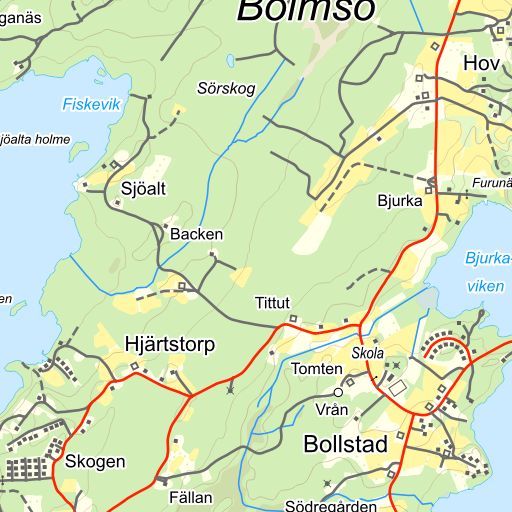 Bolmsö
ganäs
Hov
Sörskog
Fiskevik
jöalta holme
Furunä
Sjöalt
Bjurka
Backen
Bjurka-
viken
en
Tittut
Hjärtstorp
Skola
Tomten
Vrån
Bollstad
Skogen
Fällan
Södregården